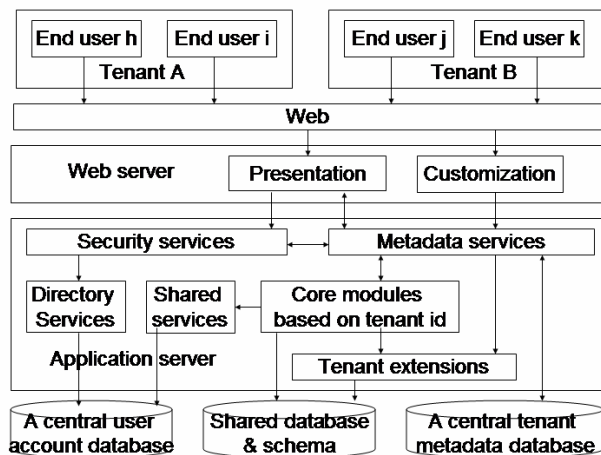 End user h
End user i
Tenant A
End user j
End user k
Tenant B
Web
Web server
Presentation
Customization
Security services
Metadata services
Directory
Services
Shared
services
Core modules
based on tenant id
Application server
Tenant extensions
A central user
account database
Shared database
& schema
A central tenant
metadata database